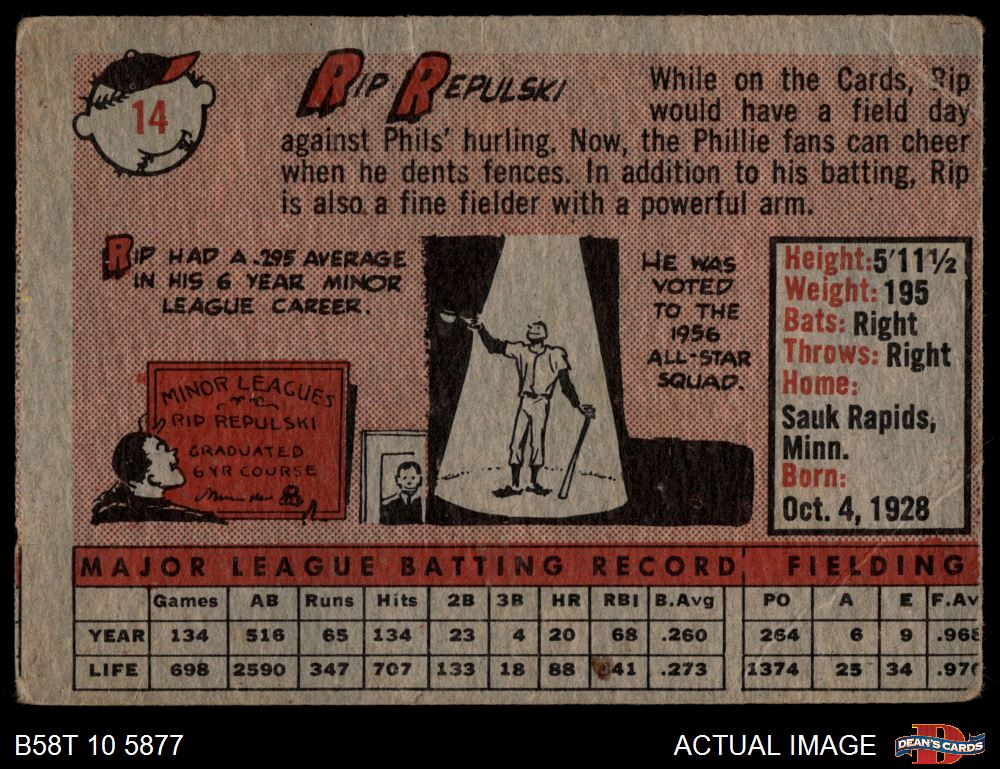 14
RIP REPULSKI
While on the Cards, Rip
would have a field day
against Phils' hurling. Now, the Phillie fans can cheer
when he dents fences. In addition to his batting, Rip
is also a fine fielder with a powerful arm.
RIP HAD A .295 AVERAGE
IN HIS 6 YEAR MINOR
LEAGUE CAREER.
MINOR LEAGUES
RIP REPULSKI
GRADUATED
6 YR COURSE
HE WAS
VOTED
TO THE
1956
ALL-STAR
SQUAD.
Height: 5'11½
Weight: 195
Bats: Right
Throws: Right
Home:
Sauk Rapids,
Minn.
Born:
Oct. 4, 1928
MAJOR LEAGUE BATTING RECORD FIELDING
Games AB Runs Hits 2B 3B HR RBI B.Avg PO A E F.Av
YEAR 134 516 65 134 23 4 20 68 .260 264 6 9 .968
LIFE 698 2590 347 707 133 18 88 41 .273 1374 25 34 .97
B58T 10 5877
ACTUAL IMAGE
D
DEAN'S CARDS